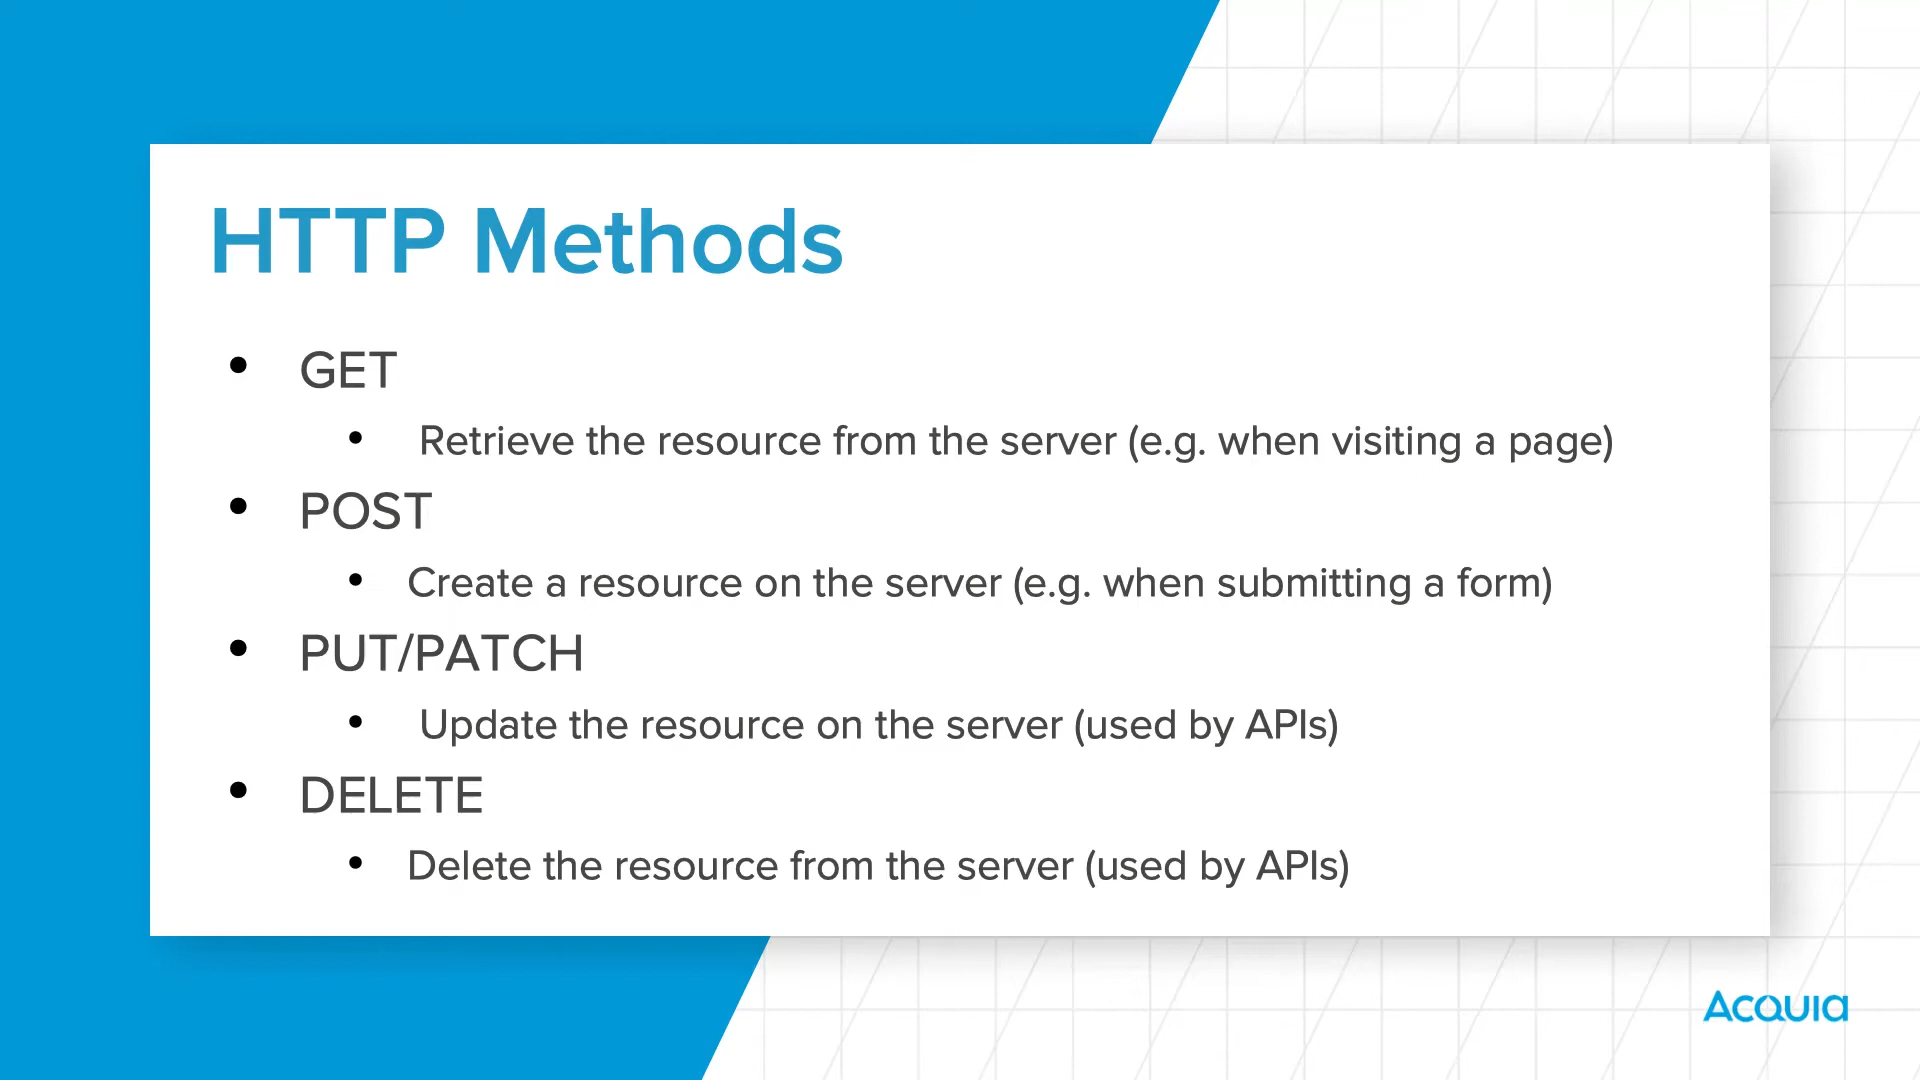 HTTP Methods
• GET
• Retrieve the resource from the server (e.g. when visiting a page)
• POST
• Create a resource on the server (e.g. when submitting a form)
• PUT/PATCH
• Update the resource on the server (used by APIs)
• DELETE
• Delete the resource from the server (used by APIs)
Acquia